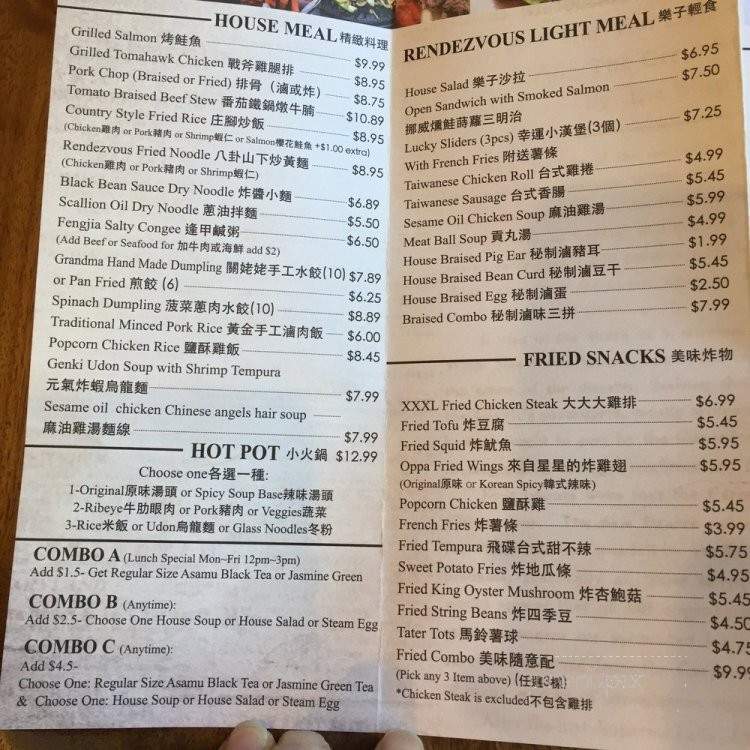 HOUSE MEAL 精緻料理
Grilled Salmon 烤鮭魚 $9.99
Grilled Tomahawk Chicken 戰斧雞腿排 $8.95
Pork Chop (Braised or Fried) 排骨（滷或炸） $8.75
Tomato Braised Beef Stew 番茄鐵鍋燉牛腩 $10.89
Country Style Fried Rice 庄腳炒飯 $8.95
(Chicken雞肉 or Pork豬肉 or Shrimp蝦仁 or Salmon櫻花鮭魚 +$1.00 extra)
Rendezvous Fried Noodle 八卦山下炒黃麵 $8.95
(Chicken雞肉 or Pork豬肉 or Shrimp蝦仁)
Black Bean Sauce Dry Noodle 炸醬小麵 $6.89
Scallion Oil Dry Noodle 蔥油拌麵 $5.50
Fengjia Salty Congee 逢甲鹹粥 $6.50
(Add Beef or Seafood for 加牛肉或海鮮 add $2)
Grandma Hand Made Dumpling 關姥姥手工水餃(10) $7.89
or Pan Fried 煎餃 (6) $6.25
Spinach Dumpling 菠菜蔥肉水餃(10) $8.89
Traditional Minced Pork Rice 黃金手工滷肉飯 $6.00
Popcorn Chicken Rice 鹽酥雞飯 $8.45
Genki Udon Soup with Shrimp Tempura
元氣炸蝦烏龍麵 $7.99
Sesame oil chicken Chinese angels hair soup
麻油雞湯麵線 $7.99
HOT POT 小火鍋 $12.99
Choose one各選一種:
1-Original原味湯頭 or Spicy Soup Base辣味湯頭
2-Ribeye牛肋眼肉 or Pork豬肉 or Veggies蔬菜
3-Rice米飯 or Udon烏龍麵 or Glass Noodles冬粉
COMBO A (Lunch Special Mon~Fri 12pm~3pm)
Add $1.5- Get Regular Size Asamu Black Tea or Jasmine Green
COMBO B (Anytime):
Add $2.5- Choose One House Soup or House Salad or Steam Egg
COMBO C (Anytime):
Add $4.5-
Choose One: Regular Size Asamu Black Tea or Jasmine Green Tea
& Choose One: House Soup or House Salad or Steam Egg
RENDEZVOUS LIGHT MEAL 樂子輕食
House Salad 樂子沙拉 $6.95
Open Sandwich with Smoked Salmon $7.50
挪威燻鮭蒔蘿三明治
Lucky Sliders (3pcs) 幸運小漢堡(3個) $7.25
With French Fries 附送薯條
Taiwanese Chicken Roll 台式雞捲 $4.99
Taiwanese Sausage 台式香腸 $5.45
Sesame Oil Chicken Soup 麻油雞湯 $5.99
Meat Ball Soup 貢丸湯 $4.99
House Braised Pig Ear 秘制滷豬耳 $1.99
House Braised Bean Curd 秘制滷豆干 $5.45
House Braised Egg 秘制滷蛋 $2.50
Braised Combo 秘制滷味三拼 $7.99
FRIED SNACKS 美味炸物
XXXL Fried Chicken Steak 大大大雞排 $6.99
Fried Tofu 炸豆腐 $5.45
Fried Squid 炸魷魚 $5.95
Oppa Fried Wings 來自星星的炸雞翅 $5.95
(Original原味 or Korean Spicy韓式辣味)
Popcorn Chicken 鹽酥雞 $5.45
French Fries 炸薯條 $3.99
Fried Tempura 飛碟台式甜不辣 $5.75
Sweet Potato Fries 炸地瓜條 $4.95
Fried King Oyster Mushroom 炸杏鮑菇 $5.45
Fried String Beans 炸四季豆 $4.50
Tater Tots 馬鈴薯球 $4.75
Fried Combo 美味隨意配 $9.99
(Pick any 3 Item above) (任選3樣)
*Chicken Steak is excluded不包含雞排